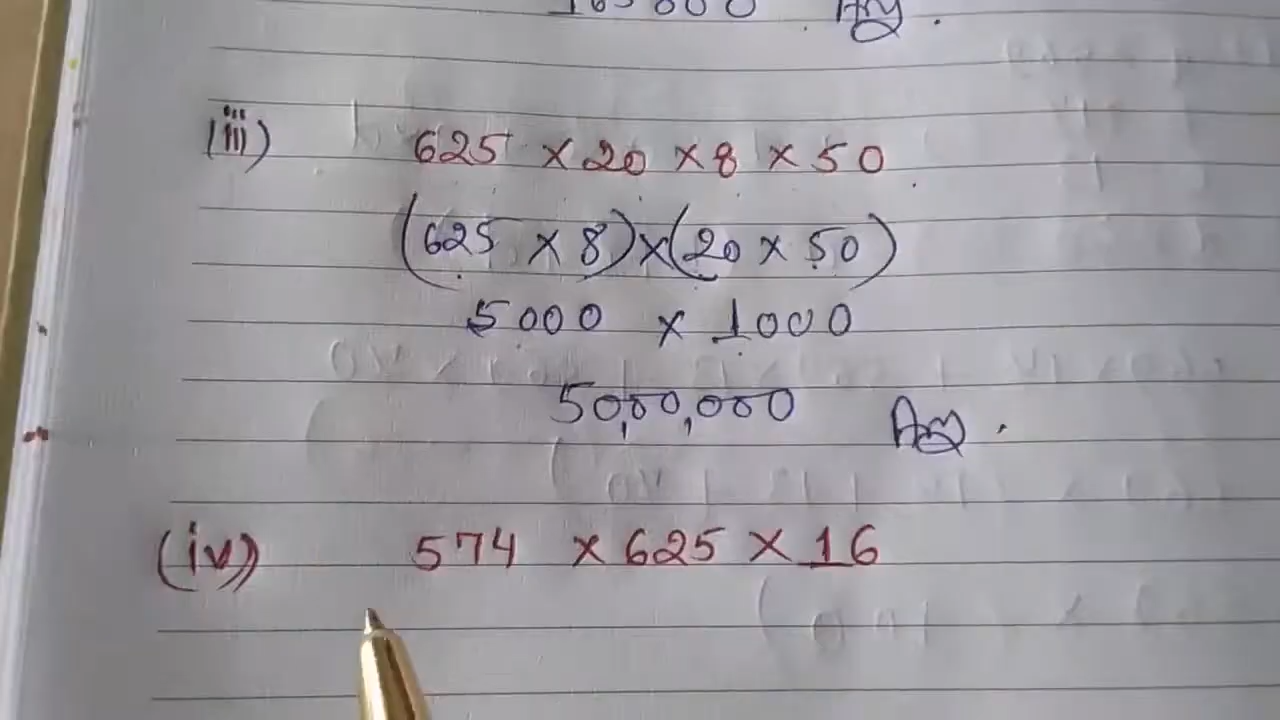 (iii) 625 × 20 × 8 × 50
(625 × 8) × (20 × 50)
5000 × 1000
50,00,000 Ans.
(iv) 574 × 625 × 16